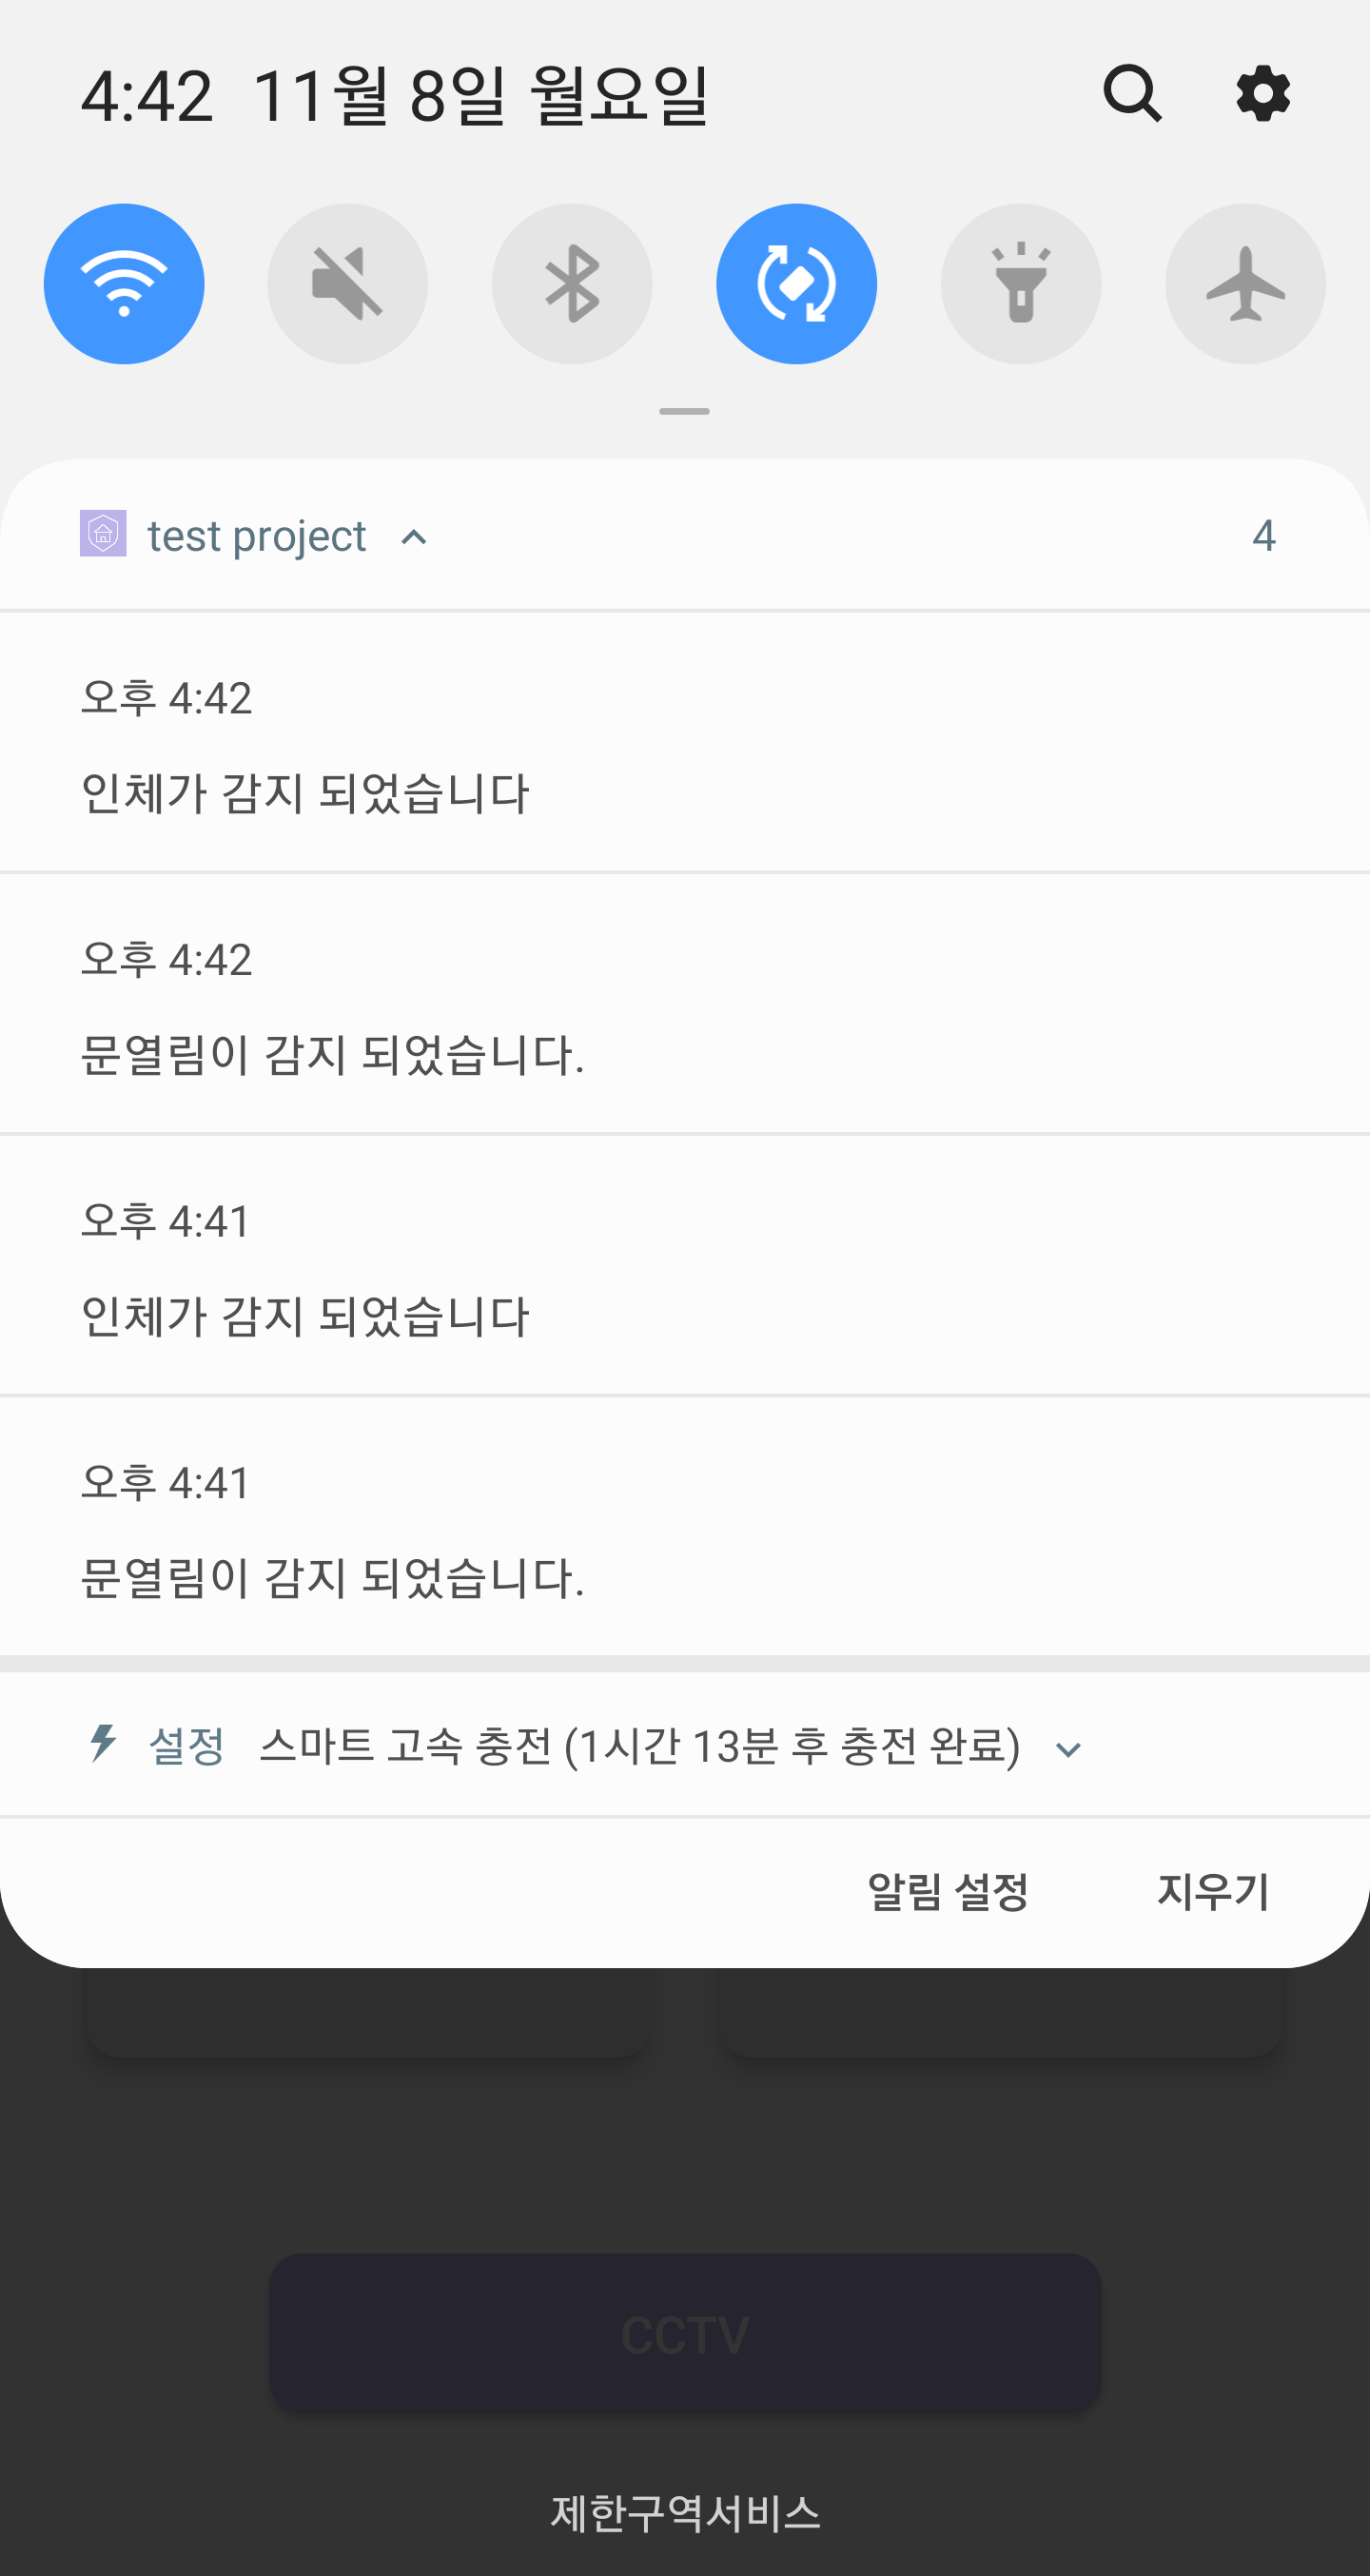 4:42 11월 8일 월요일
test project 4
오후 4:42
인체가 감지 되었습니다
오후 4:42
문열림이 감지 되었습니다.
오후 4:41
인체가 감지 되었습니다
오후 4:41
문열림이 감지 되었습니다.
설정 스마트 고속 충전 (1시간 13분 후 충전 완료)
알림 설정 지우기
CCTV
제한구역서비스